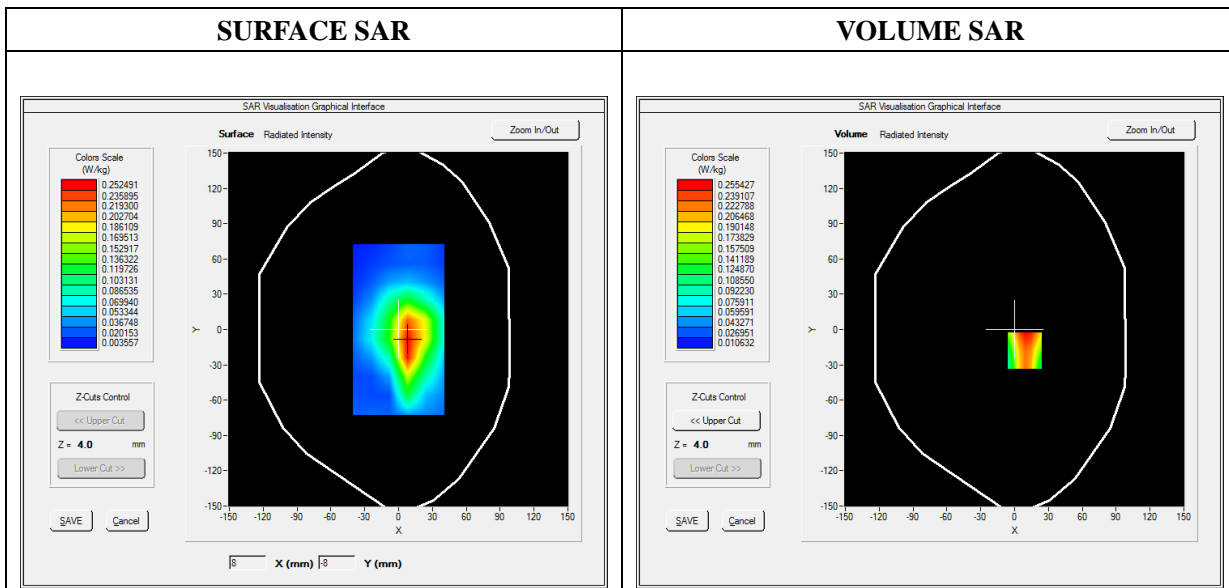 SURFACE SAR
SAR Visualisation Graphical Interface
Surface Radiated Intensity
Zoom In/Out
Colors Scale
(W/kg)
0.252491
0.235895
0.219300
0.202704
0.186109
0.169513
0.152917
0.136322
0.119726
0.103131
0.086535
0.069940
0.053344
0.036748
0.020153
0.003557
Z-Cuts Control
<< Upper Cut
Z = 4.0 mm
Lower Cut >>
SAVE Cancel
150
120
90
60
30
0
-30
-60
-90
-120
-150
Y
-150 -120 -90 -60 -30 0 30 60 90 120 150
X
8 X (mm) -8 Y (mm)
VOLUME SAR
SAR Visualisation Graphical Interface
Volume Radiated Intensity
Zoom In/Out
Colors Scale
(W/kg)
0.255427
0.239107
0.222788
0.206468
0.190148
0.173829
0.157509
0.141189
0.124870
0.108550
0.092230
0.075911
0.059591
0.043271
0.026951
0.010632
Z-Cuts Control
<< Upper Cut
Z = 4.0 mm
Lower Cut >>
SAVE Cancel
150
120
90
60
30
0
-30
-60
-90
-120
-150
Y
-150 -120 -90 -60 -30 0 30 60 90 120 150
X